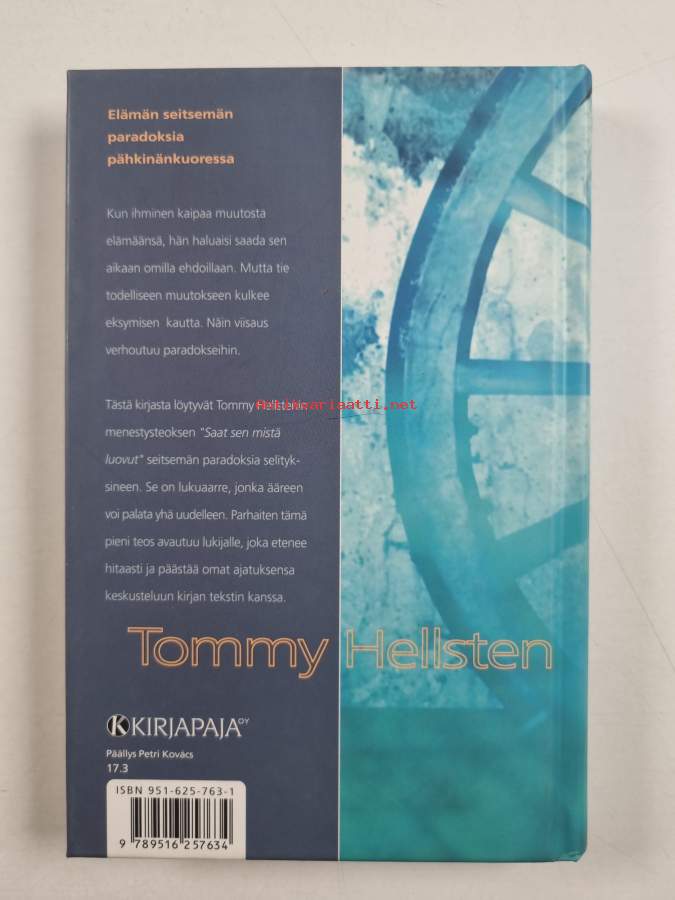 Elämän seitsemän
paradoksia
pähkinänkuoressa
Kun ihminen kaipaa muutosta
elämäänsä, hän haluaisi saada sen
aikaan omilla ehdoillaan. Mutta tie
todelliseen muutokseen kulkee
eksymisen kautta. Näin viisaus
verhoutuu paradokseihin.
Tästä kirjasta löytyvät Tommy Hellstenin
Antikvariaatti.net
menestysteoksen "Saat sen mistä
luovut" seitsemän paradoksia selityk-
sineen. Se on lukuaarre, jonka ääreen
voi palata yhä uudelleen. Parhaiten tämä
pieni teos avautuu lukijalle, joka etenee
hitaasti ja päästää omat ajatuksensa
keskusteluun kirjan tekstin kanssa.
Tommy Hellsten
K KIRJAPAJA OY
Päällys Petri Kovács
17.3
ISBN 951-625-763-1
9 789516 257634